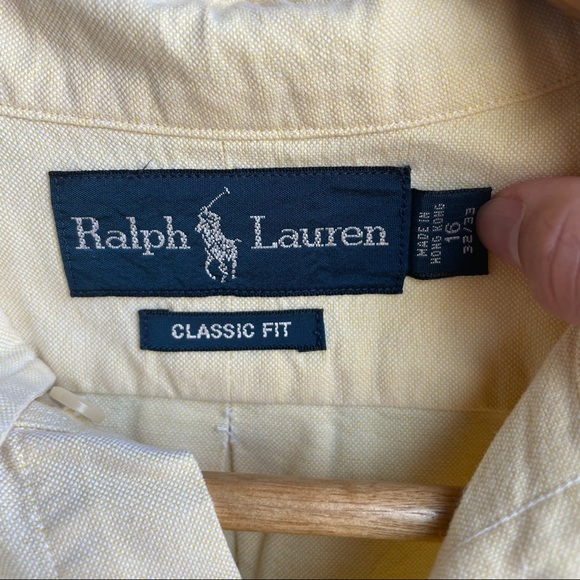 Ralph Lauren
MADE IN
HONG KONG
16
32/33
CLASSIC FIT